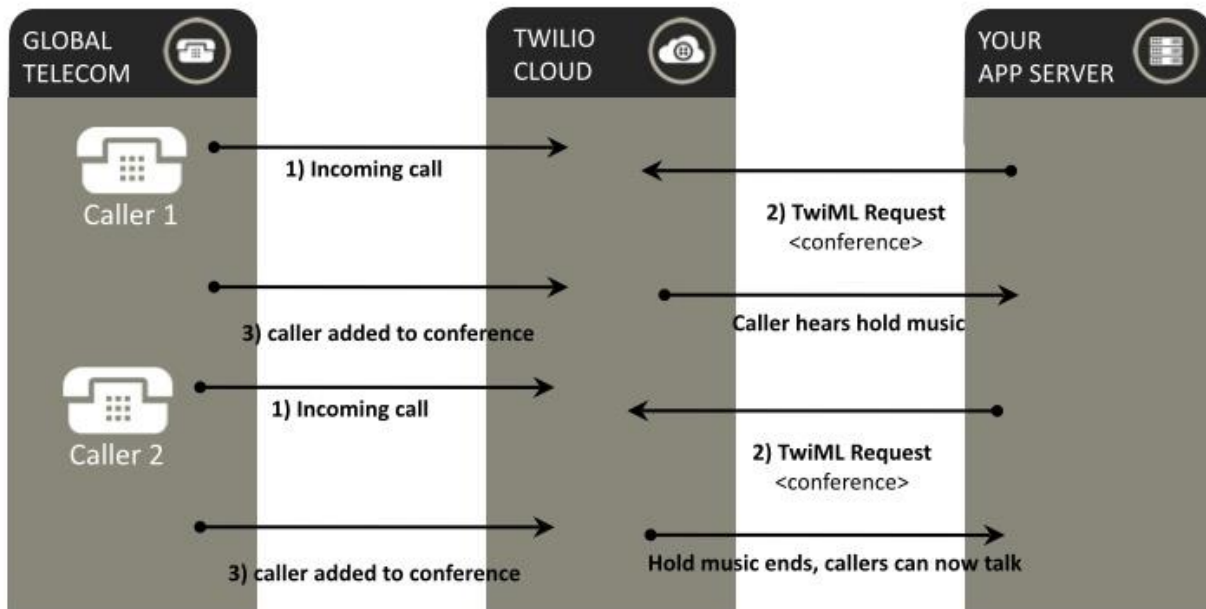 GLOBAL
TELECOM
TWILIO
CLOUD
YOUR
APP SERVER
Caller 1
1) Incoming call
2) TwiML Request
<conference>
3) caller added to conference
Caller hears hold music
Caller 2
1) Incoming call
2) TwiML Request
<conference>
3) caller added to conference
Hold music ends, callers can now talk